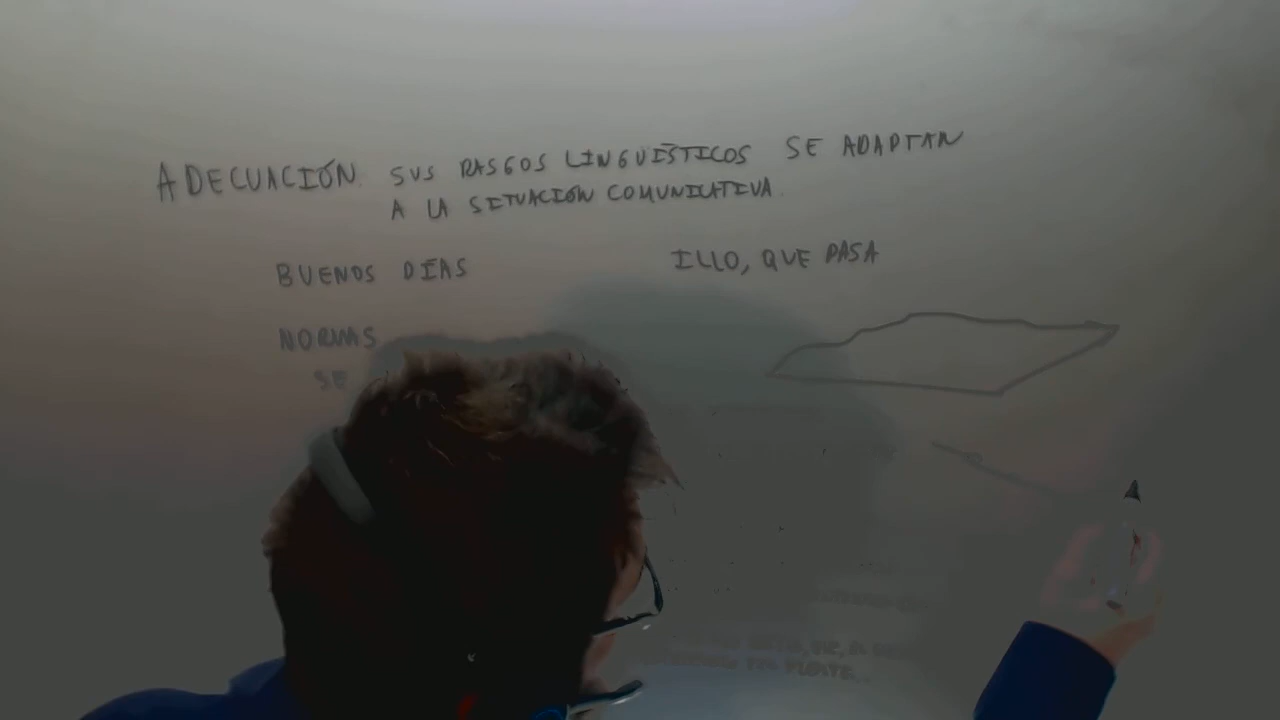 ADECUACIÓN SUS RASGOS LINGUÍSTICOS SE ADAPTAN
A LA SITUACIÓN COMUNICATIVA.
BUENOS DÍAS
ILLO, QUE PASA
NORMAS
SE